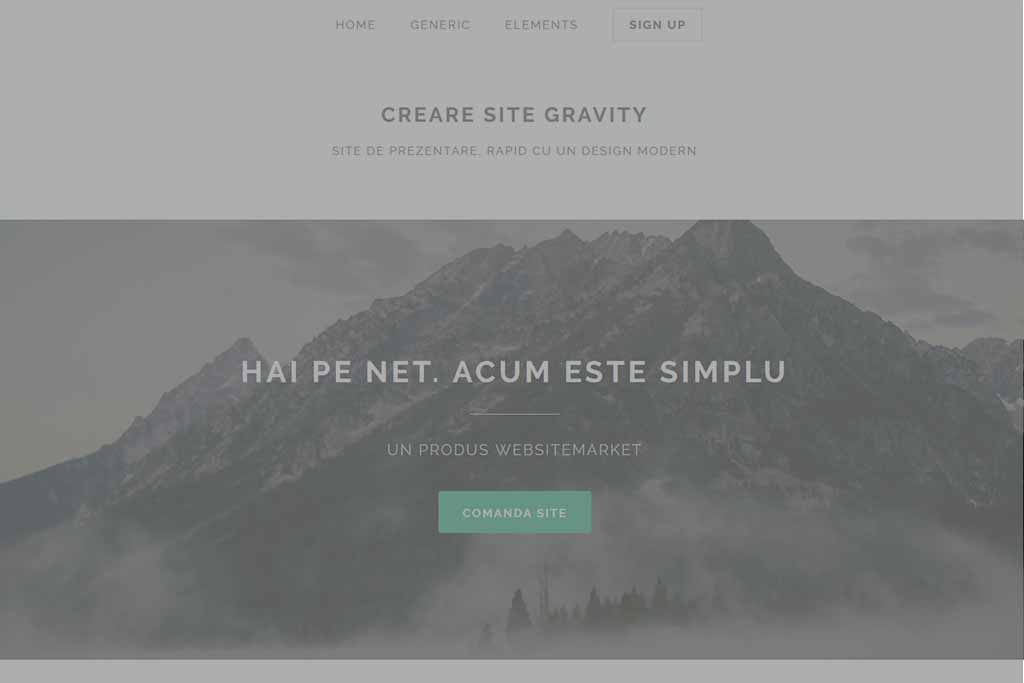 HOME GENERIC ELEMENTS SIGN UP
CREARE SITE GRAVITY
SITE DE PREZENTARE, RAPID CU UN DESIGN MODERN
HAI PE NET. ACUM ESTE SIMPLU
UN PRODUS WEBSITEMARKET
COMANDA SITE